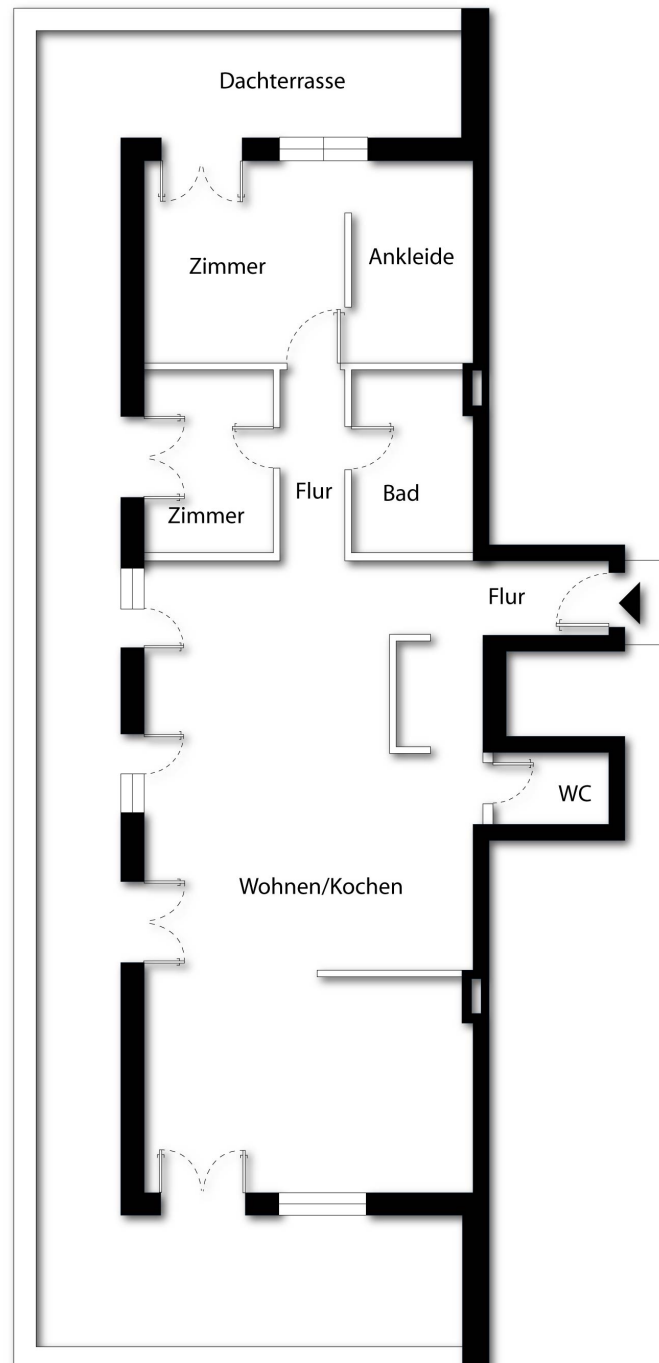 Dachterrasse
Zimmer
Ankleide
Zimmer
Flur
Bad
Flur
WC
Wohnen/Kochen